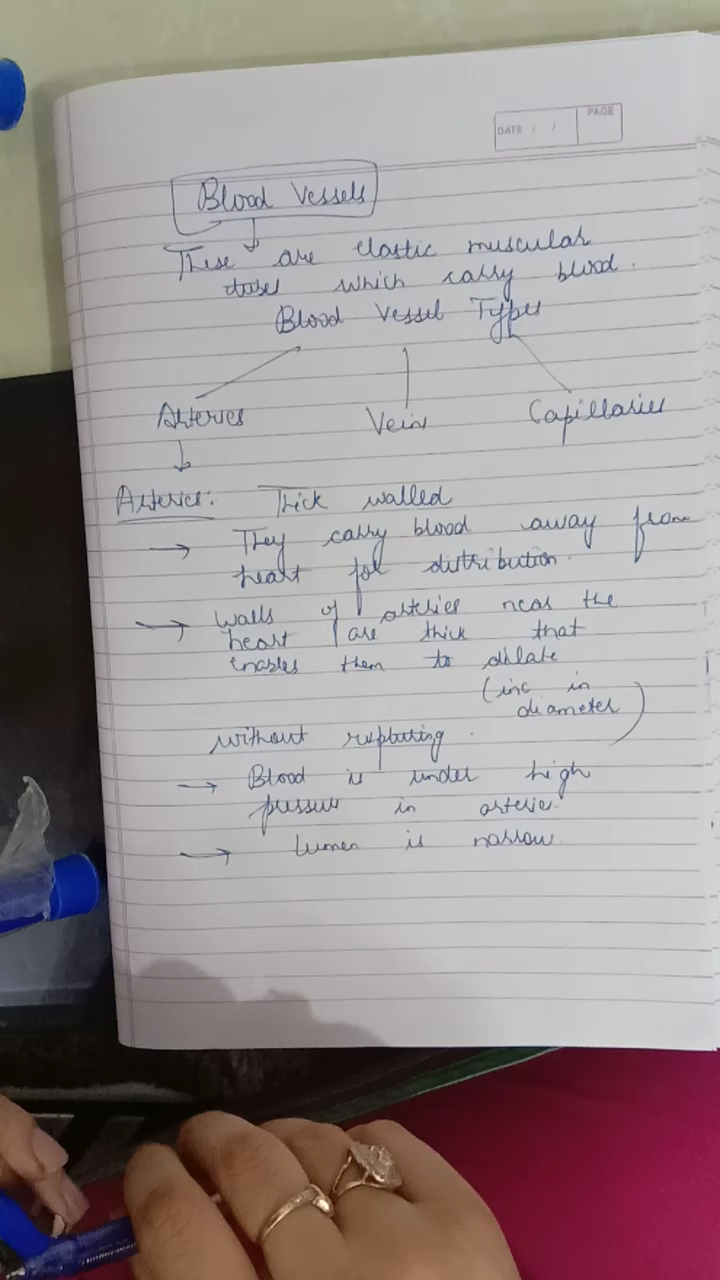 DATE / /
PAGE
Blood Vessels
These are elastic muscular
tubes which carry blood.
Blood Vessel Types
Arteries Veins Capillaries
Arteries: Thick walled
→ They carry blood away from
heart for distribution.
→ Walls of arteries near the
heart are thick that
enables them to dilate
(inc in
diameter)
without rupturing.
→ Blood is under high
pressure in arteries.
→ Lumen is narrow.